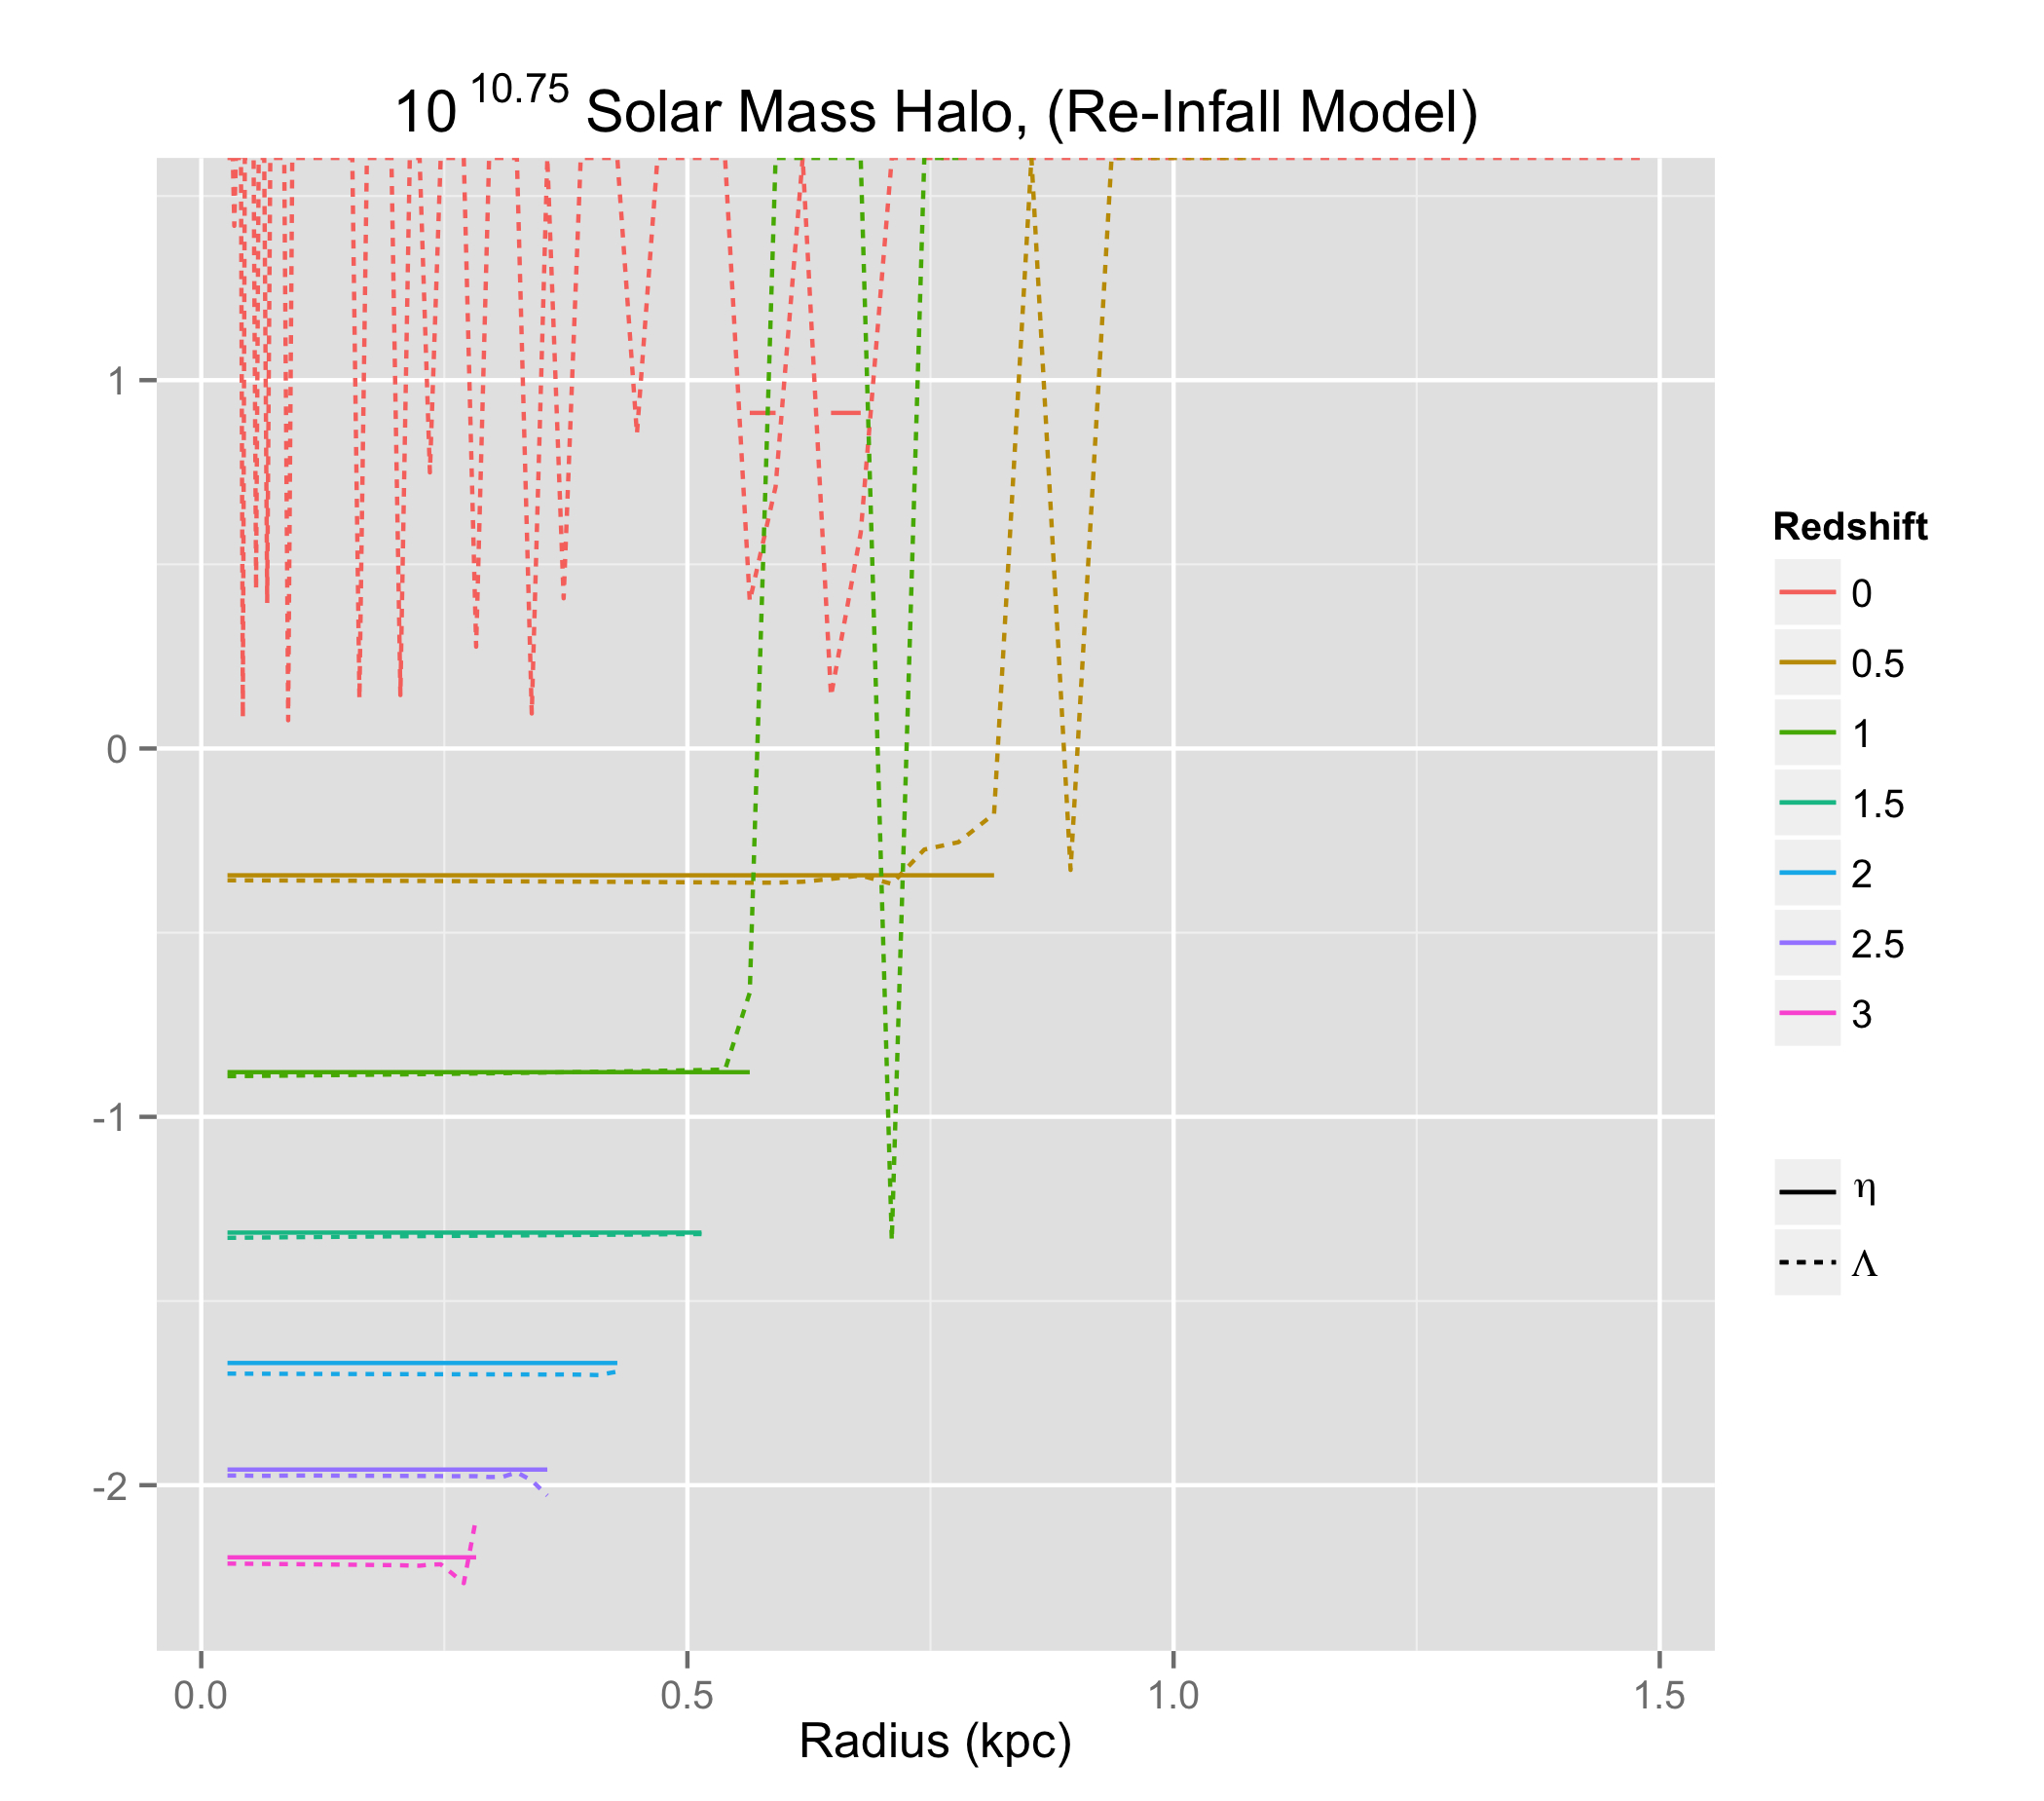 10^10.75 Solar Mass Halo, (Re-Infall Model)
1
0
-1
-2
0.0 0.5 1.0 1.5
Radius (kpc)
Redshift
0
0.5
1
1.5
2
2.5
3
η
Λ